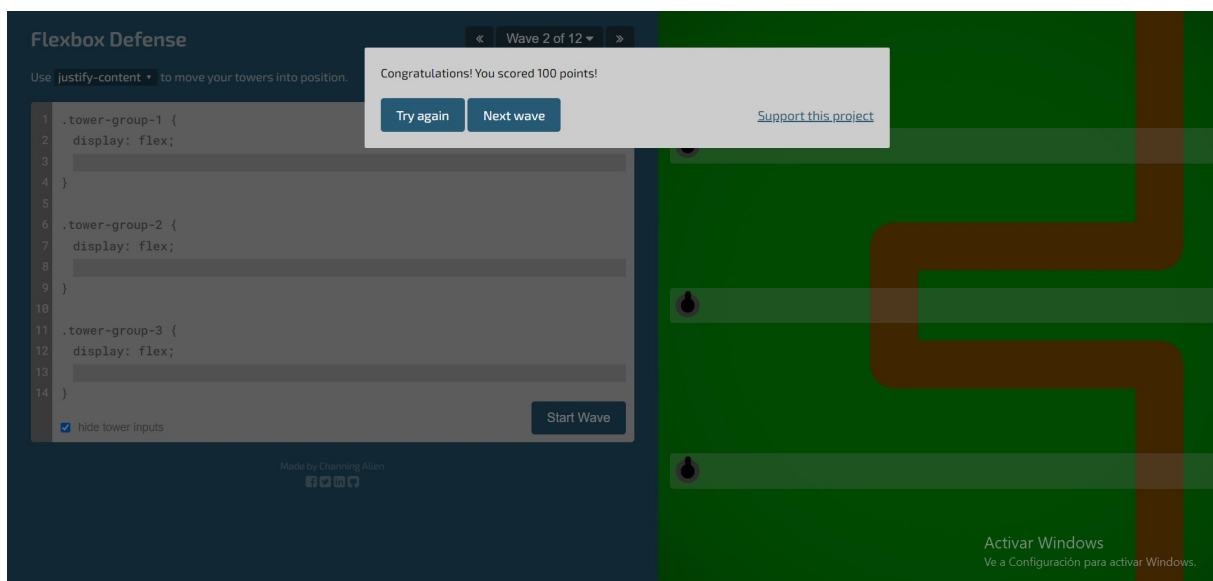 Flexbox Defense
« Wave 2 of 12 ▾ »
Use justify-content ▾ to move your towers into position.
Congratulations! You scored 100 points!
Try again Next wave Support this project
1 .tower-group-1 {
2 display: flex;
3
4 }
5
6 .tower-group-2 {
7 display: flex;
8
9 }
10
11 .tower-group-3 {
12 display: flex;
13
14 }
hide tower inputs
Start Wave
Made by Channing Allen
Activar Windows
Ve a Configuración para activar Windows.